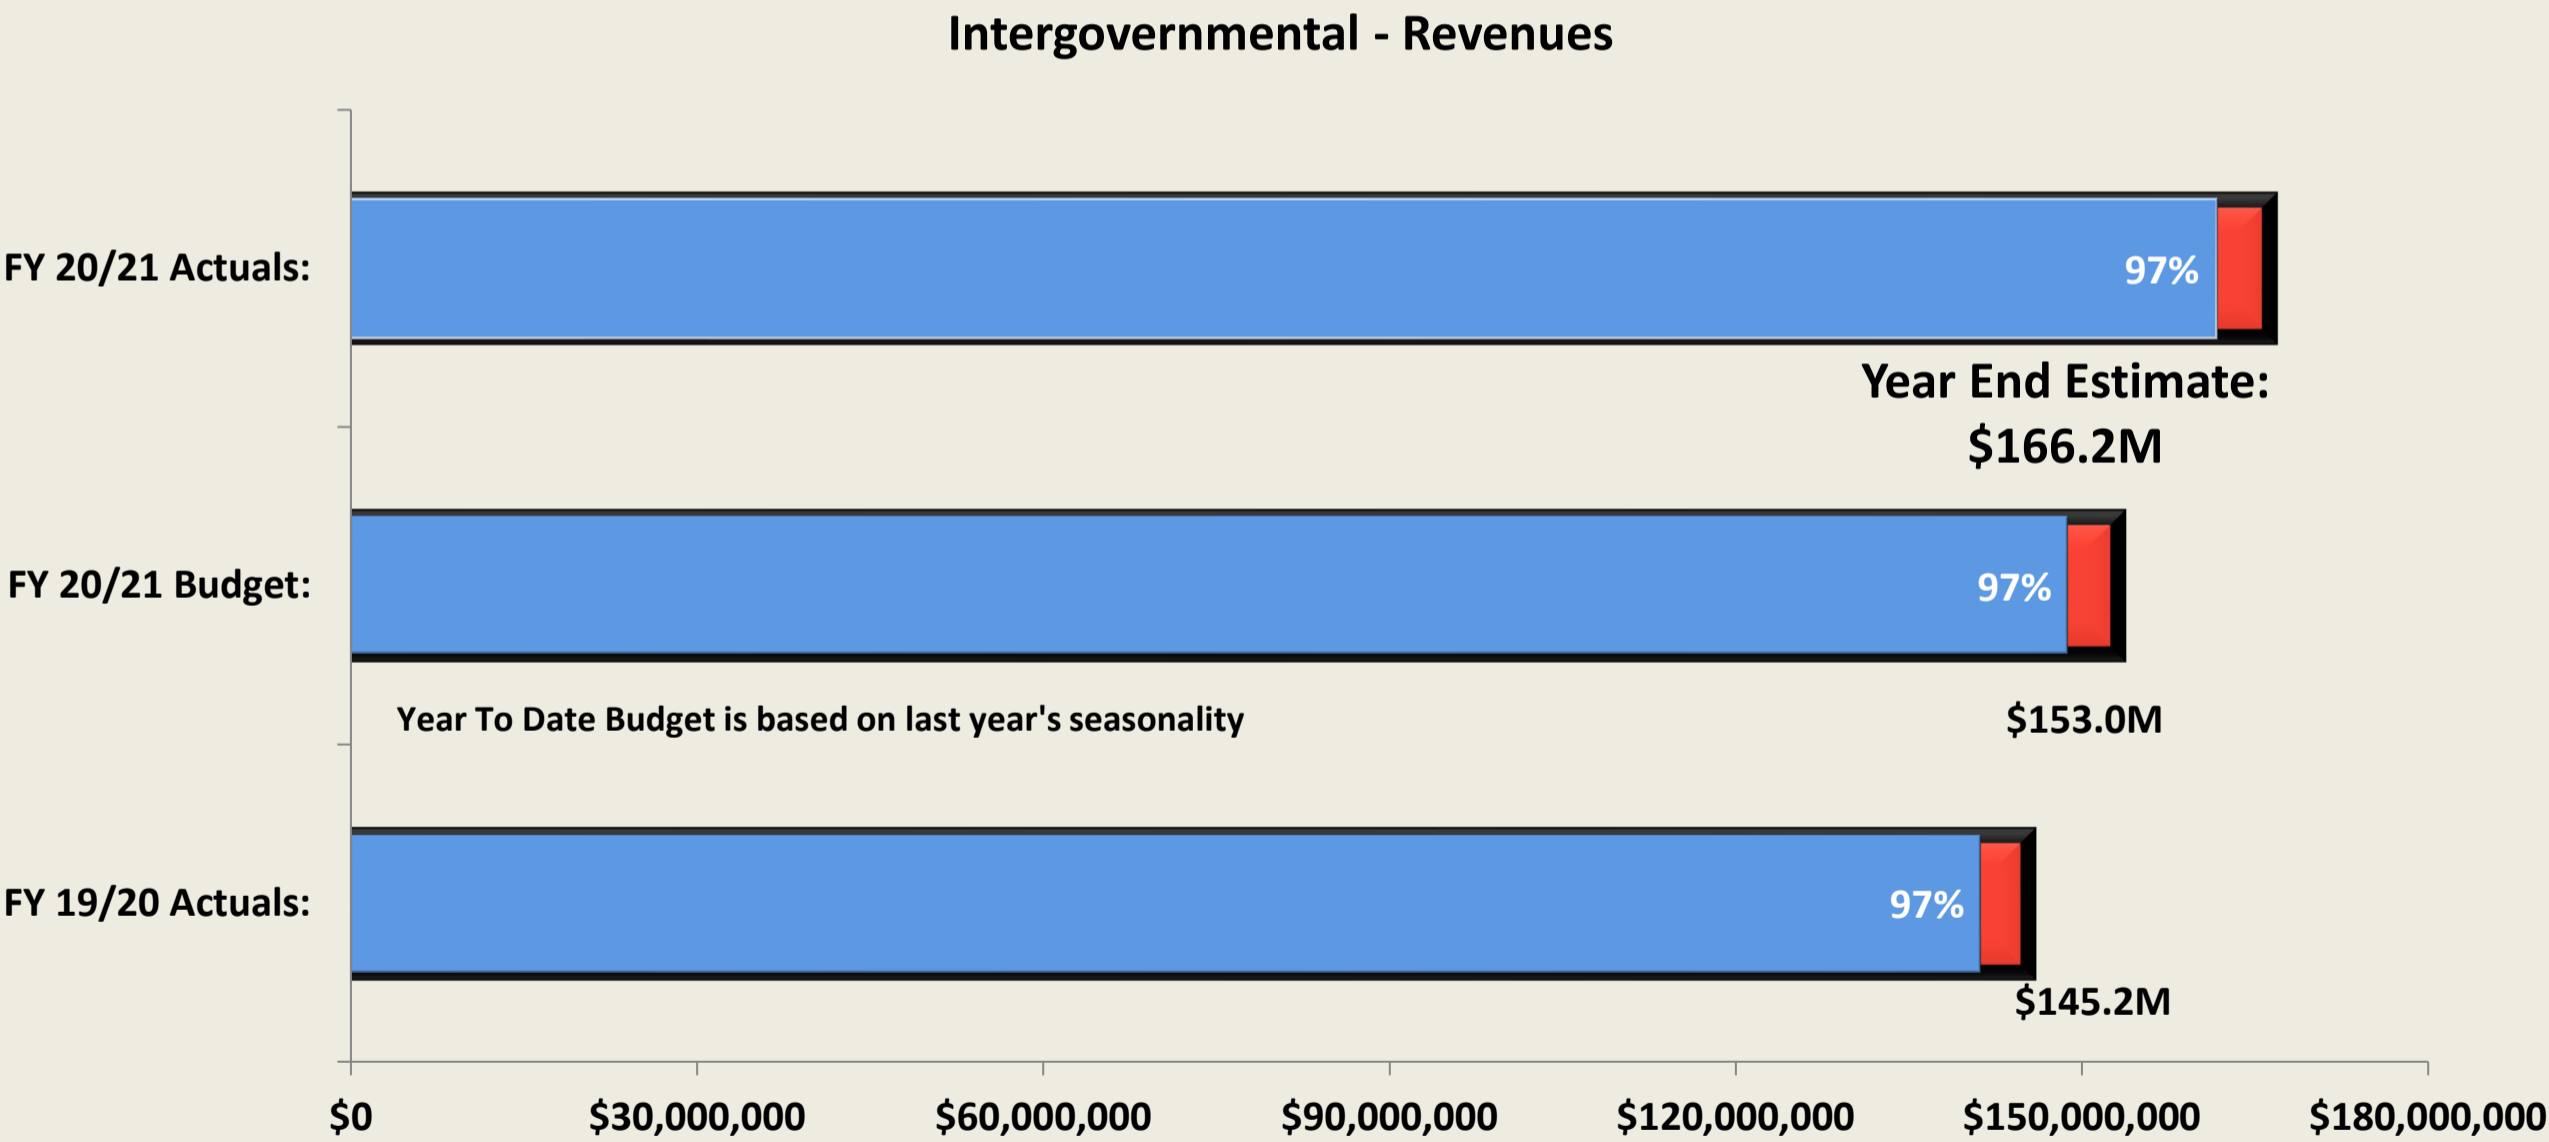 Intergovernmental - Revenues
FY 20/21 Actuals:
97%
Year End Estimate:
$166.2M
FY 20/21 Budget:
97%
Year To Date Budget is based on last year's seasonality
$153.0M
FY 19/20 Actuals:
97%
$145.2M
$0 $30,000,000 $60,000,000 $90,000,000 $120,000,000 $150,000,000 $180,000,000